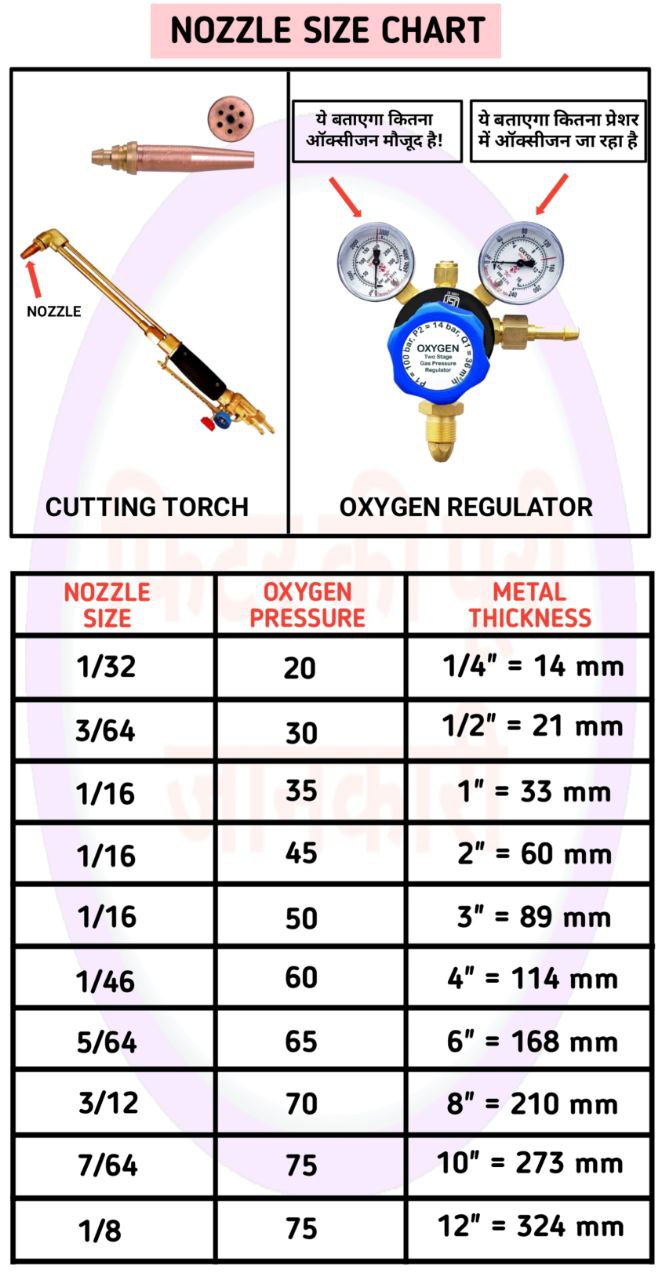 NOZZLE SIZE CHART
ये बताएगा कितना
ऑक्सीजन मौजूद है!
ये बताएगा कितना प्रेशर
में ऑक्सीजन जा रहा है
NOZZLE
P1 = 100 bar, P2 = 14 bar, Q1 = 36 m³/h
OXYGEN
Two Stage
Gas Pressure
Regulator
CUTTING TORCH
OXYGEN REGULATOR
फिटर की पूरी
जानकारी
NOZZLE SIZE OXYGEN PRESSURE METAL THICKNESS
1/32 20 1/4" = 14 mm
3/64 30 1/2" = 21 mm
1/16 35 1" = 33 mm
1/16 45 2" = 60 mm
1/16 50 3" = 89 mm
1/46 60 4" = 114 mm
5/64 65 6" = 168 mm
3/12 70 8" = 210 mm
7/64 75 10" = 273 mm
1/8 75 12" = 324 mm